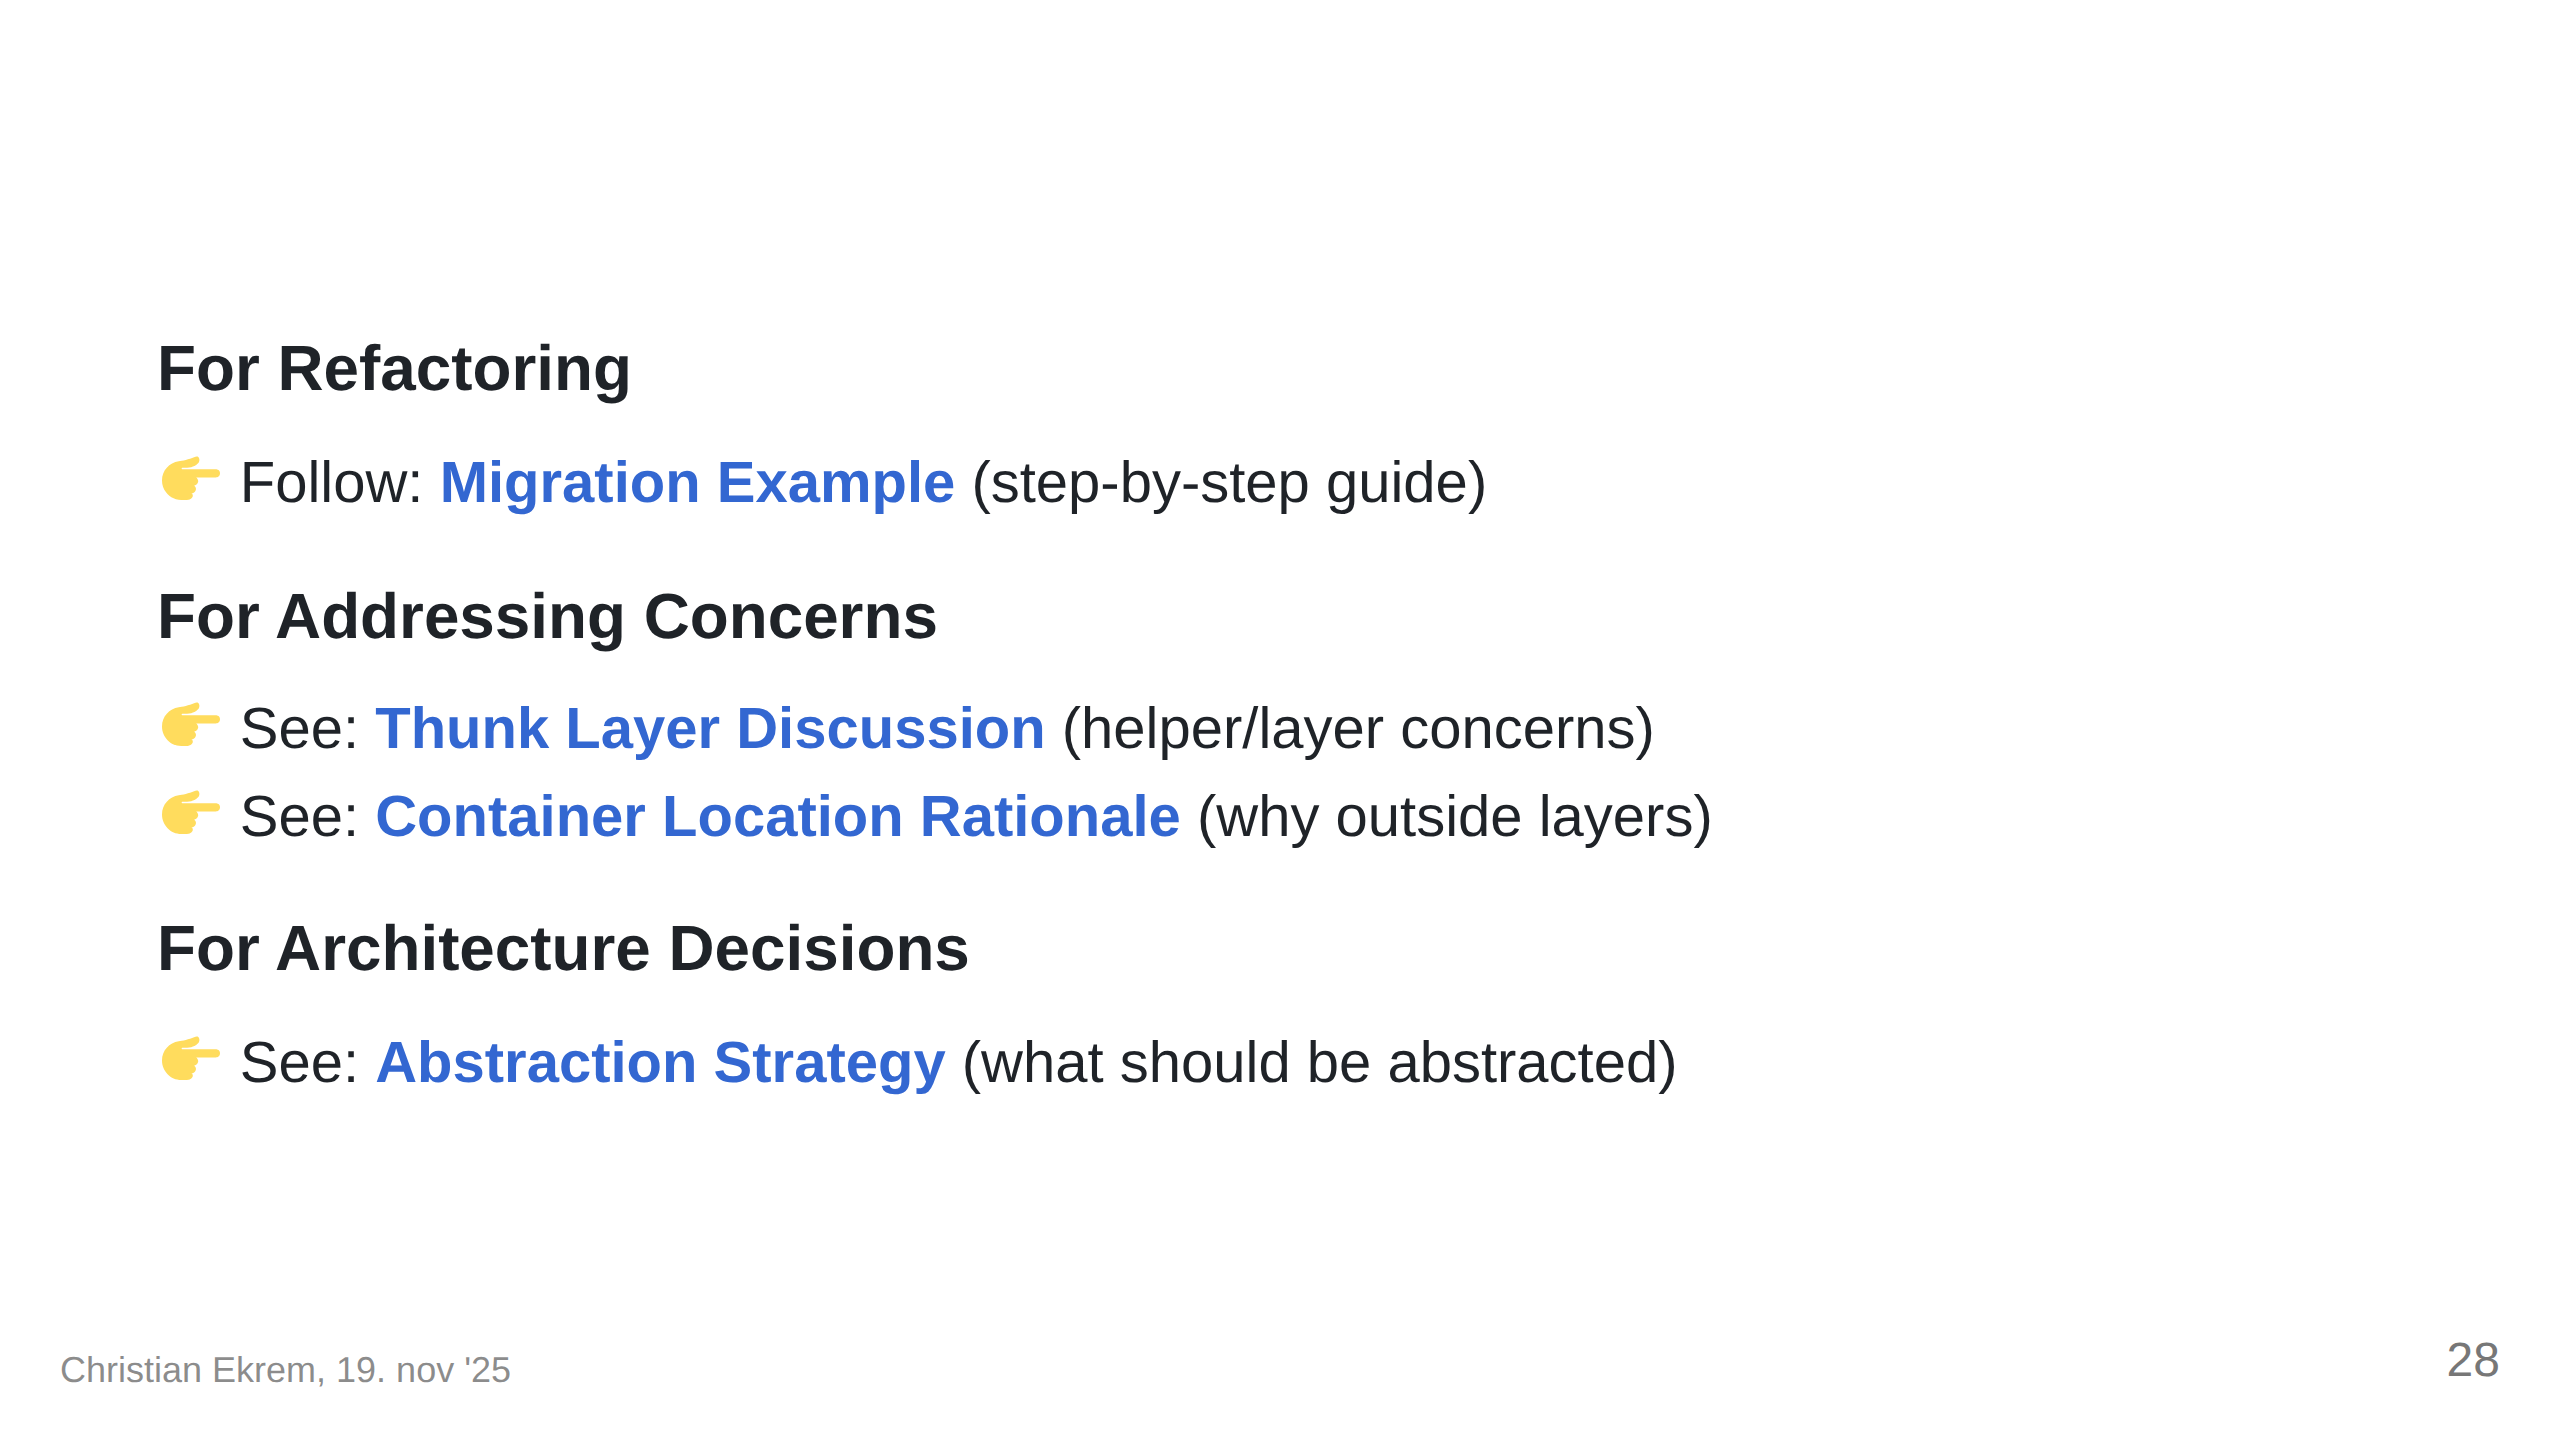 For Refactoring
👉 Follow: Migration Example (step-by-step guide)
For Addressing Concerns
👉 See: Thunk Layer Discussion (helper/layer concerns)
👉 See: Container Location Rationale (why outside layers)
For Architecture Decisions
👉 See: Abstraction Strategy (what should be abstracted)
Christian Ekrem, 19. nov '25
28